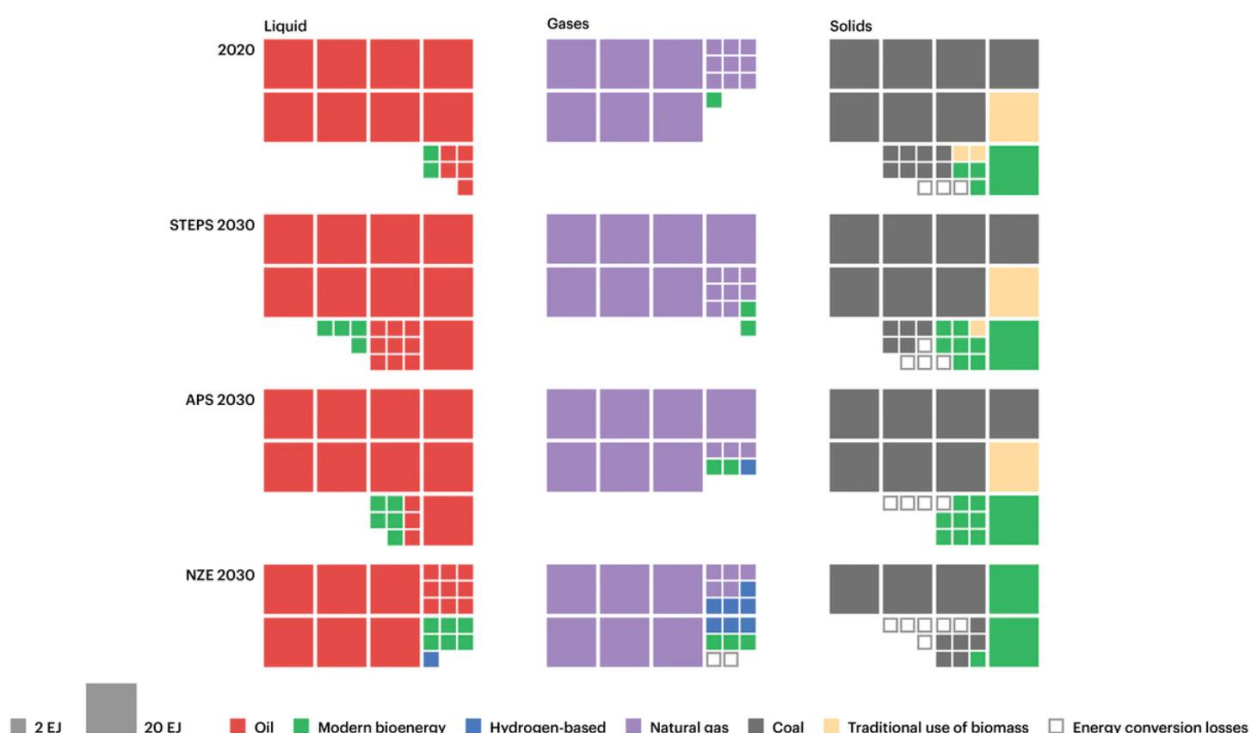 Liquid Gases Solids
2020
STEPS 2030
APS 2030
NZE 2030
2 EJ 20 EJ Oil Modern bioenergy Hydrogen-based Natural gas Coal Traditional use of biomass Energy conversion losses